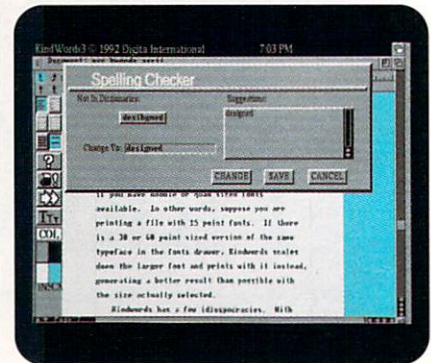 KindWords3 © 1992 Digita International 7:03 PM
Spelling Checker
Not In Dictionaries:
Suggestions:
desihgned
designed
Change To: designed
CHANGE SAVE CANCEL
COL
if you have double or quad sized fonts
available. In other words, suppose you are
printing a file with 15 point fonts. If there
is a 30 or 60 point sized version of the same
typeface in the fonts drawer, Kindwords scales
down the larger font and prints with it instead,
generating a better result than possible with
the size actually selected.
Kindwords has a few idiospocracies. With